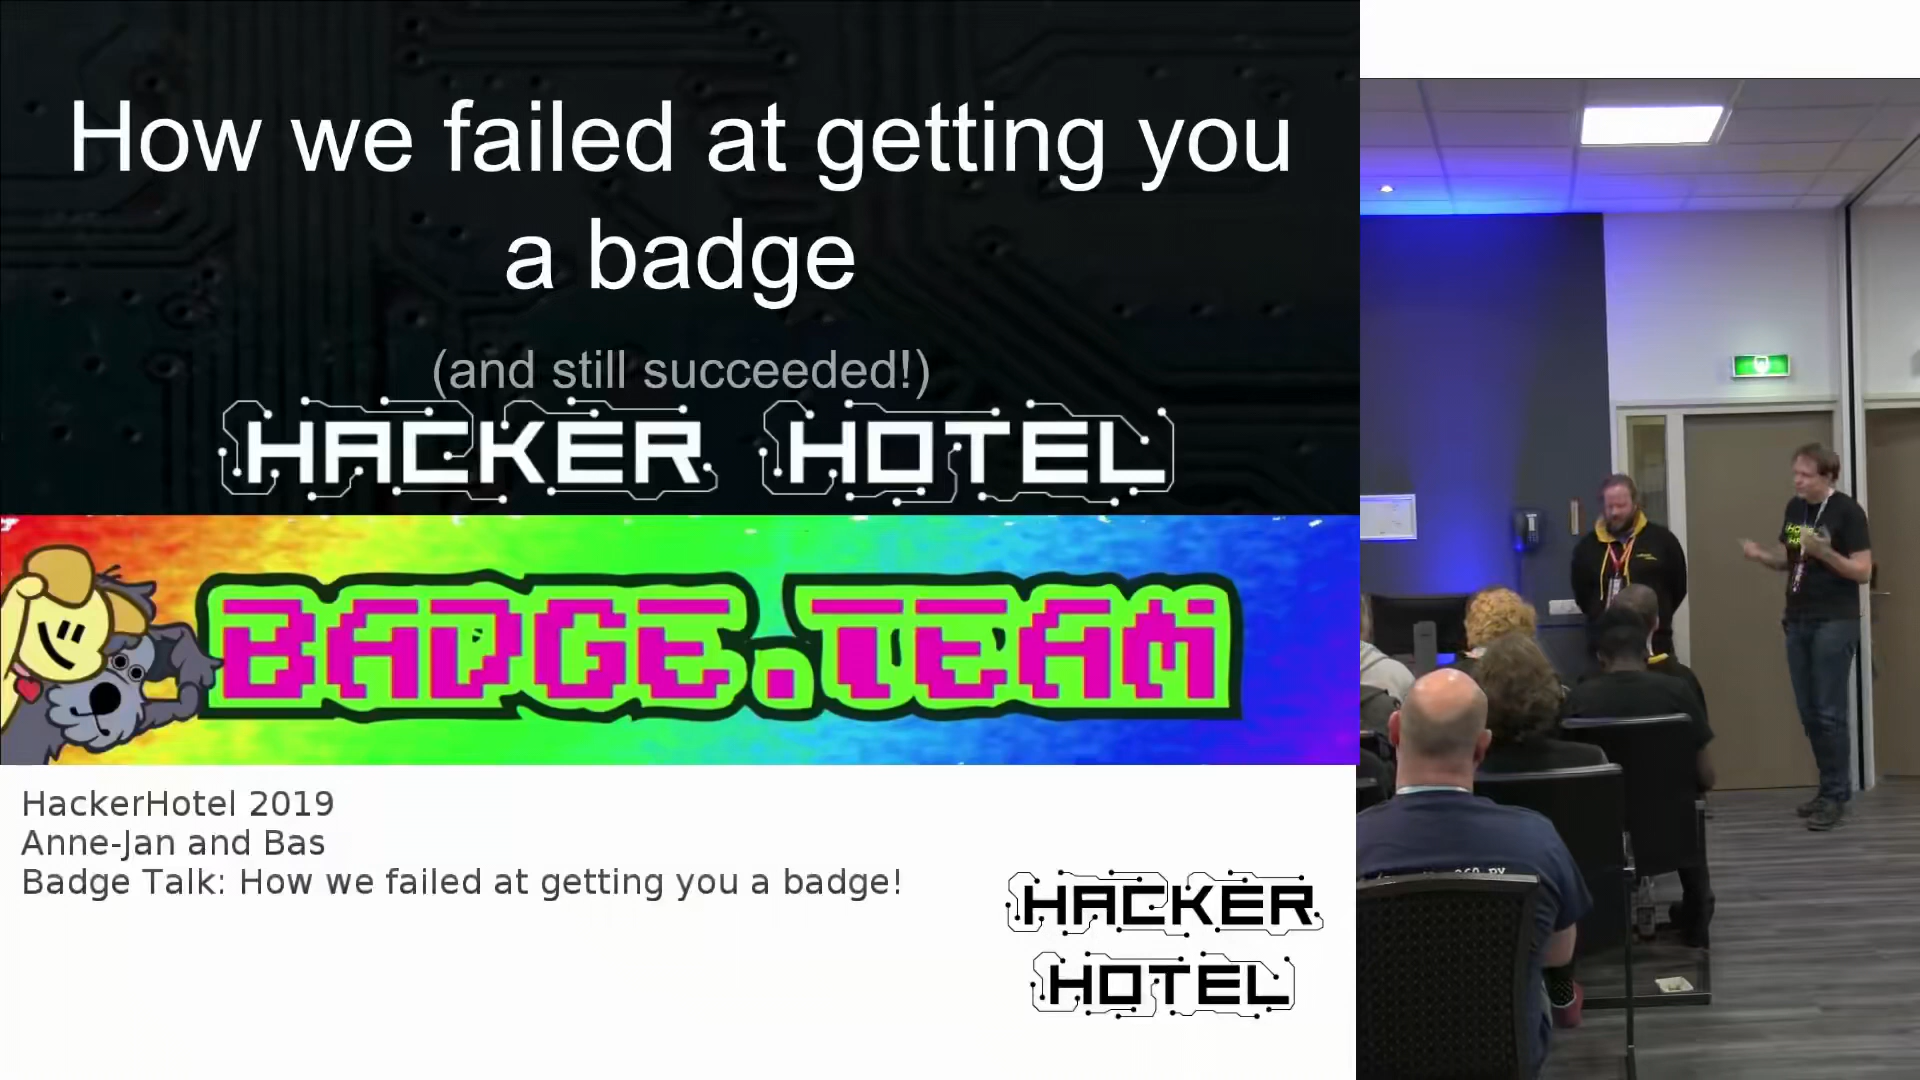 How we failed at getting you
a badge
(and still succeeded!)
HACKER HOTEL
BADGE.TEAM
HackerHotel 2019
Anne-Jan and Bas
Badge Talk: How we failed at getting you a badge!
HACKER
HOTEL